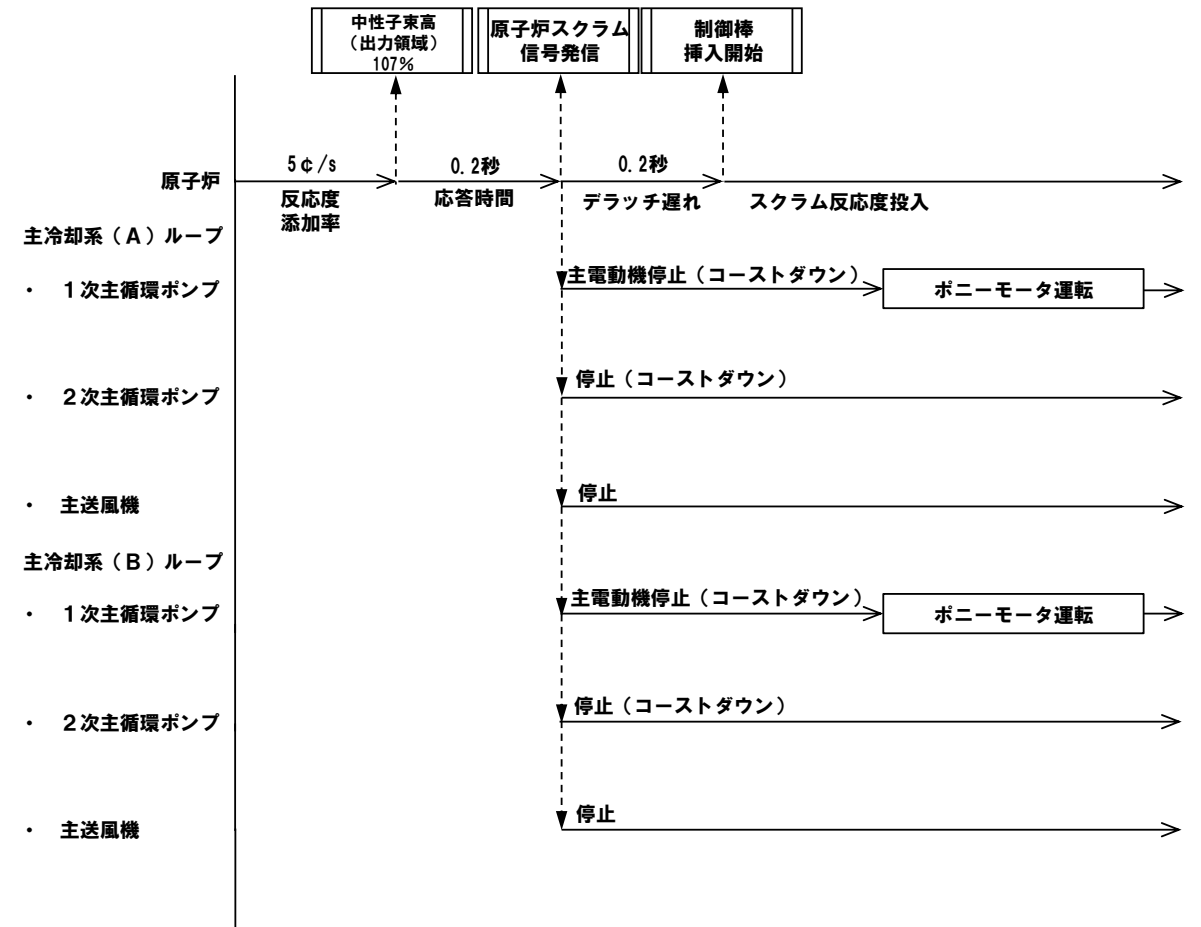 中性子束高
（出力領域）
107%
原子炉スクラム
信号発信
制御棒
挿入開始
原子炉
5￠/s
反応度
添加率
0.2秒
応答時間
0.2秒
デラッチ遅れ
スクラム反応度投入
主冷却系（Ａ）ループ
・ １次主循環ポンプ
主電動機停止（コーストダウン）
ポニーモータ運転
・ ２次主循環ポンプ
停止（コーストダウン）
・ 主送風機
停止
主冷却系（Ｂ）ループ
・ １次主循環ポンプ
主電動機停止（コーストダウン）
ポニーモータ運転
・ ２次主循環ポンプ
停止（コーストダウン）
・ 主送風機
停止